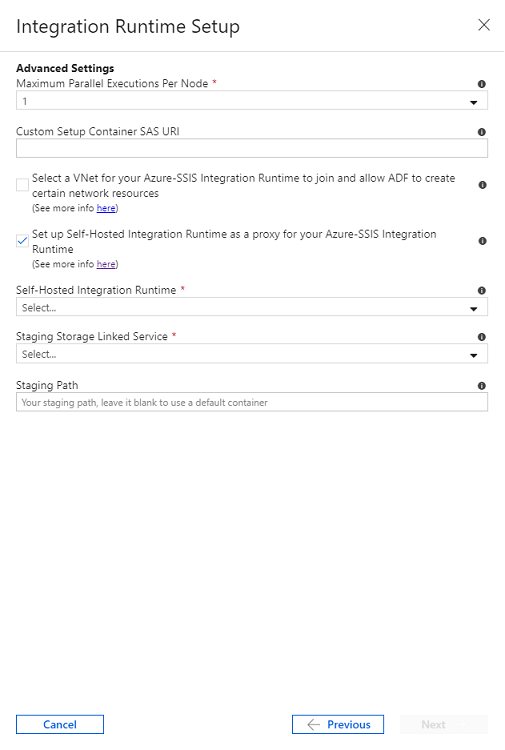 Integration Runtime Setup
Advanced Settings
Maximum Parallel Executions Per Node *
1
Custom Setup Container SAS URI
Select a VNet for your Azure-SSIS Integration Runtime to join and allow ADF to create
certain network resources
(See more info here)
Set up Self-Hosted Integration Runtime as a proxy for your Azure-SSIS Integration
Runtime
(See more info here)
Self-Hosted Integration Runtime *
Select...
Staging Storage Linked Service *
Select...
Staging Path
Your staging path, leave it blank to use a default container
Cancel
Previous
Next